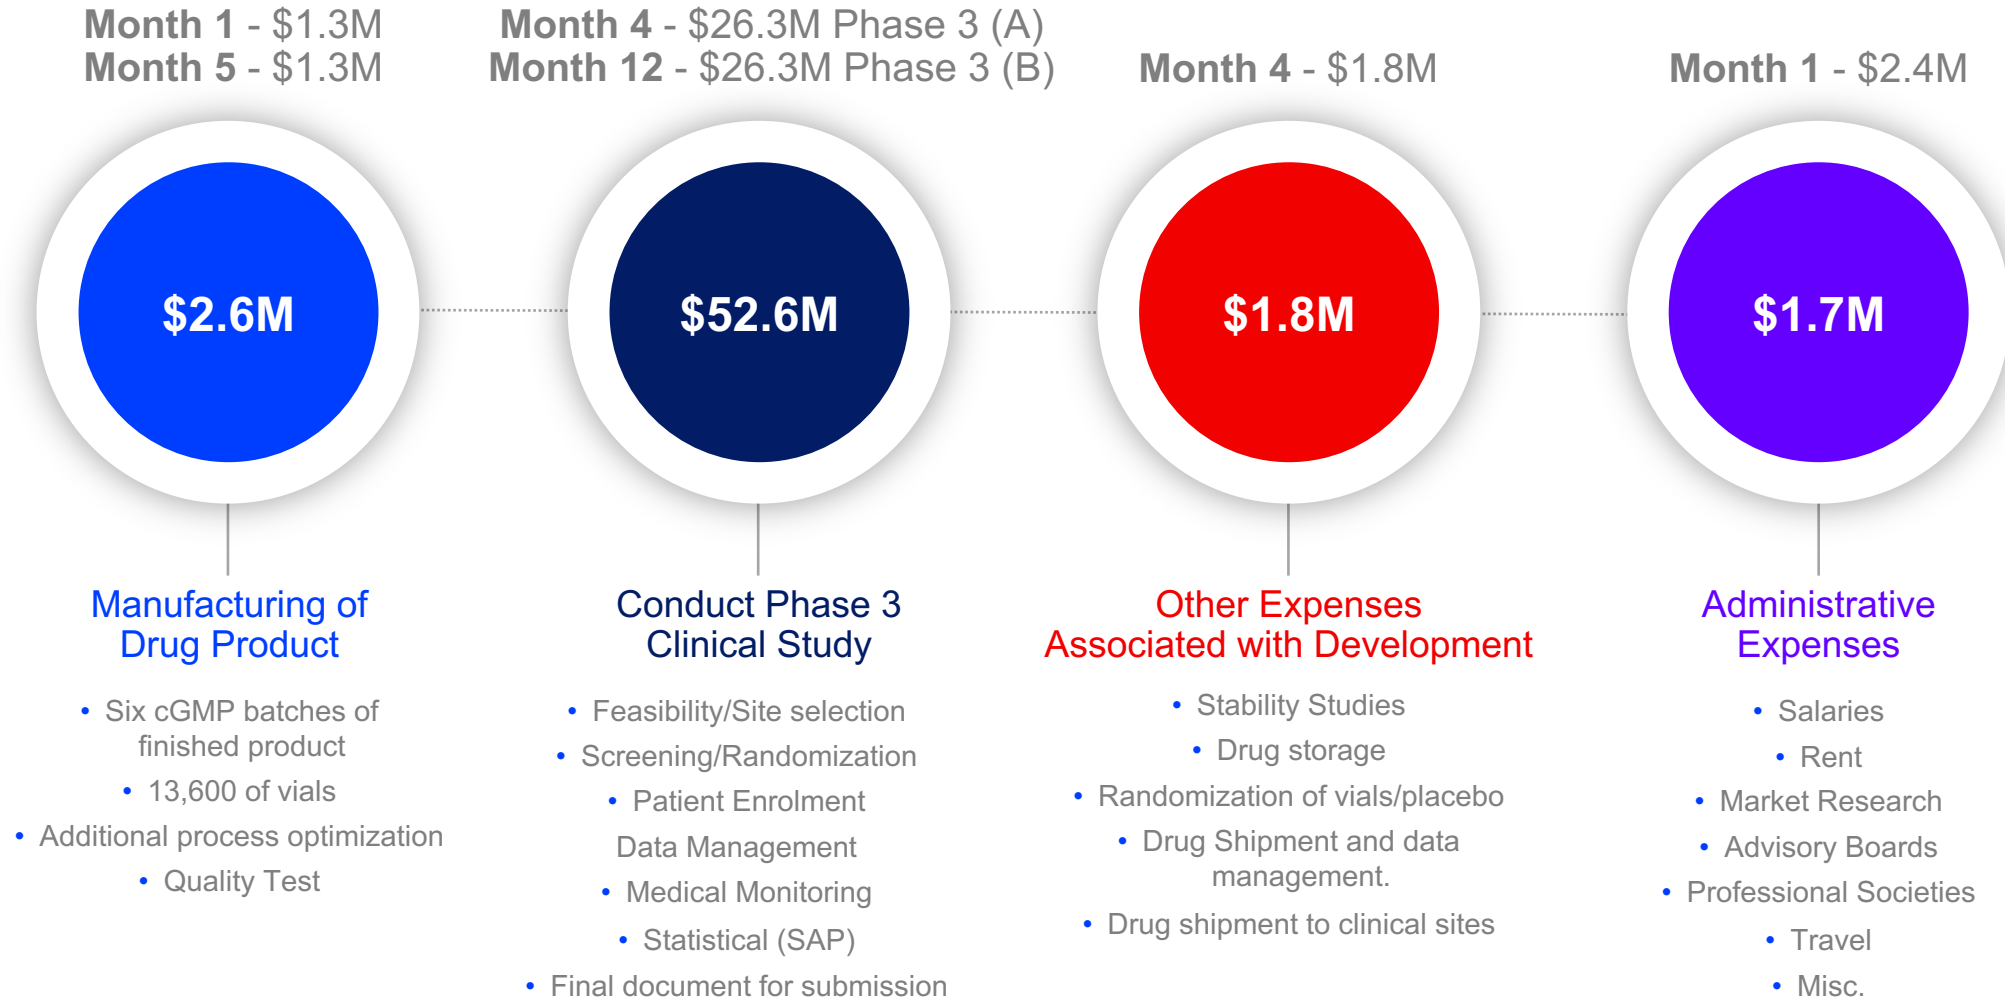 Month 1 - $1.3M
Month 5 - $1.3M
$2.6M
Manufacturing of
Drug Product
• Six cGMP batches of
finished product
• 13,600 of vials
• Additional process optimization
• Quality Test
Month 4 - $26.3M Phase 3 (A)
Month 12 - $26.3M Phase 3 (B)
$52.6M
Conduct Phase 3
Clinical Study
• Feasibility/Site selection
• Screening/Randomization
• Patient Enrolment
Data Management
• Medical Monitoring
• Statistical (SAP)
• Final document for submission
Month 4 - $1.8M
$1.8M
Other Expenses
Associated with Development
• Stability Studies
• Drug storage
• Randomization of vials/placebo
• Drug Shipment and data
management.
• Drug shipment to clinical sites
Month 1 - $2.4M
$1.7M
Administrative
Expenses
• Salaries
• Rent
• Market Research
• Advisory Boards
• Professional Societies
• Travel
• Misc.